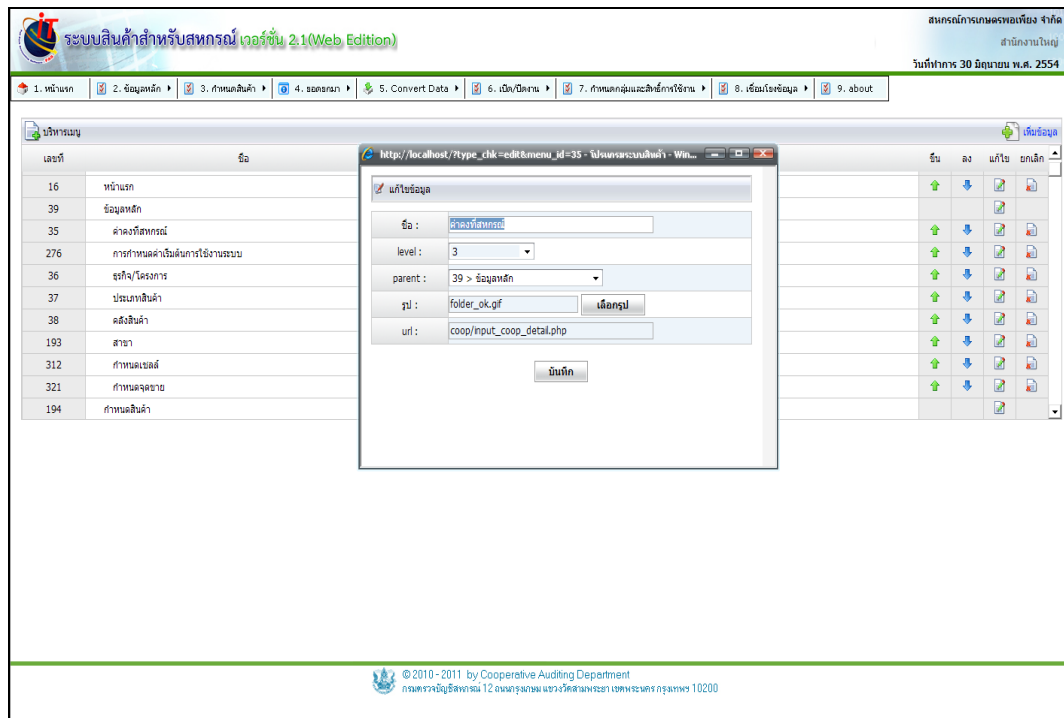 สหกรณ์การเกษตรพอเพียง จำกัด
iT
ระบบสินค้าสำหรับสหกรณ์ เวอร์ชั่น 2.1(Web Edition)
สำนักงานใหญ่
วันที่ทำการ 30 มิถุนายน พ.ศ. 2554
1. หน้าแรก 2. ข้อมูลหลัก 3. กำหนดสินค้า 4. ยอดยกมา 5. Convert Data 6. เปิด/ปิดงาน 7. กำหนดกลุ่มและสิทธิ์การใช้งาน 8. เชื่อมโยงข้อมูล 9. about
บริหารเมนู เพิ่มข้อมูล
เลขที่ ชื่อ ขึ้น ลง แก้ไข ยกเลิก
16 หน้าแรก
39 ข้อมูลหลัก
35 ค่าคงที่สหกรณ์
276 การกำหนดค่าเริ่มต้นการใช้งานระบบ
36 ธุรกิจ/โครงการ
37 ประเภทสินค้า
38 คลังสินค้า
193 สาขา
312 กำหนดเซลล์
321 กำหนดจุดขาย
194 กำหนดสินค้า
http://localhost/?type_chk=edit&menu_id=35 - โปรแกรมระบบสินค้า - Win...
แก้ไขข้อมูล
ชื่อ : ค่าคงที่สหกรณ์
level : 3
parent : 39 > ข้อมูลหลัก
รูป : folder_ok.gif เลือกรูป
url : coop/input_coop_detail.php
บันทึก
© 2010 - 2011 by Cooperative Auditing Department
กรมตรวจบัญชีสหกรณ์ 12 ถนนกรุงเกษม แขวงวัดสามพระยา เขตพระนคร กรุงเทพฯ 10200